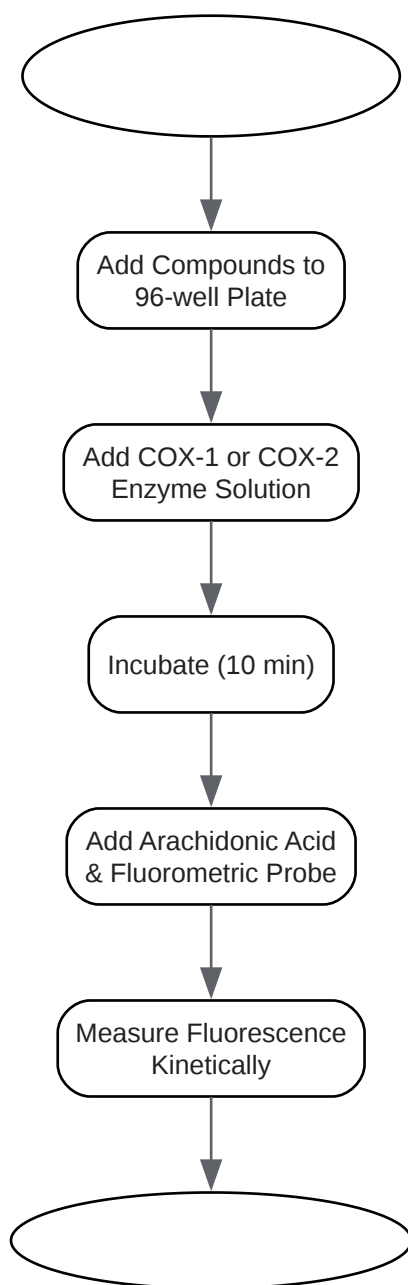 Add Compounds to
96-well Plate
Add COX-1 or COX-2
Enzyme Solution
Incubate (10 min)
Add Arachidonic Acid
& Fluorometric Probe
Measure Fluorescence
Kinetically